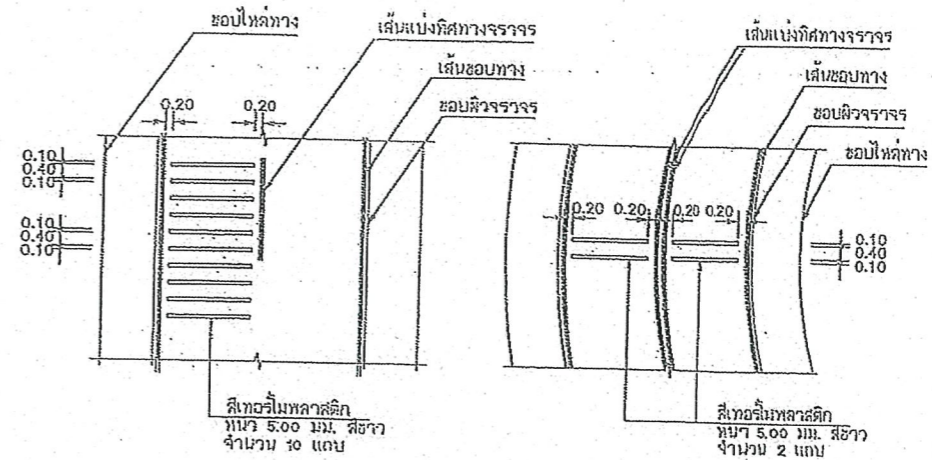 ขอบไหล่ทาง
เส้นแบ่งทิศทางจราจร
เส้นขอบทาง
ขอบผิวจราจร
0.20
0.20
0.10
0.40
0.10
0.10
0.40
0.10
สีเทอร์โมพลาสติก
หนา 5.00 มม. สีขาว
จำนวน 10 แถบ
เส้นแบ่งทิศทางจราจร
เส้นขอบทาง
ขอบผิวจราจร
ขอบไหล่ทาง
0.20
0.20
0.20
0.20
0.10
0.40
0.10
สีเทอร์โมพลาสติก
หนา 5.00 มม. สีขาว
จำนวน 2 แถบ